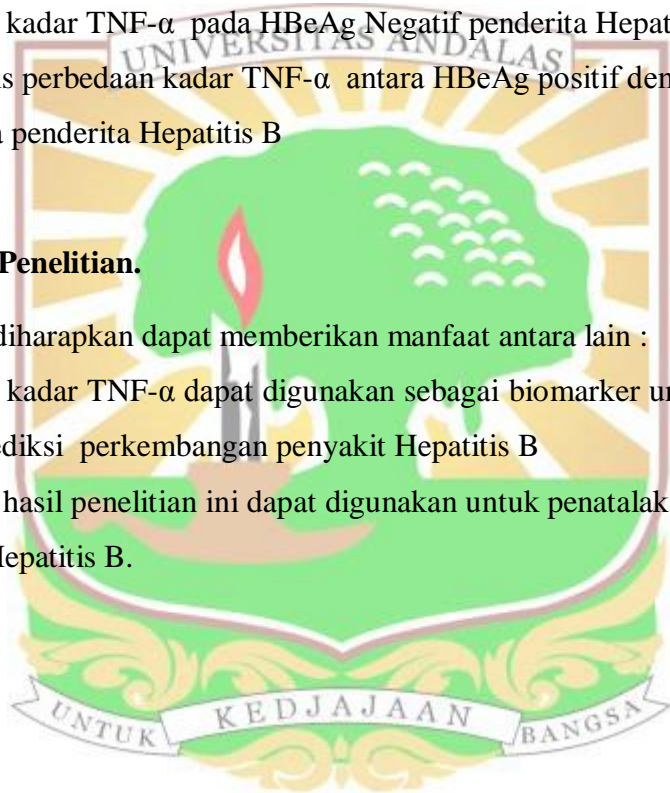 kadar TNF-α pada HBeAg Negatif penderita Hepat
UNIVERSITAS ANDALAS
s perbedaan kadar TNF-α antara HBeAg positif den
penderita Hepatitis B
Penelitian.
diharapkan dapat memberikan manfaat antara lain :
kadar TNF-α dapat digunakan sebagai biomarker un
ediksi perkembangan penyakit Hepatitis B
hasil penelitian ini dapat digunakan untuk penatalak
Hepatitis B.
UNTUK KEDJAJAAN BANGSA